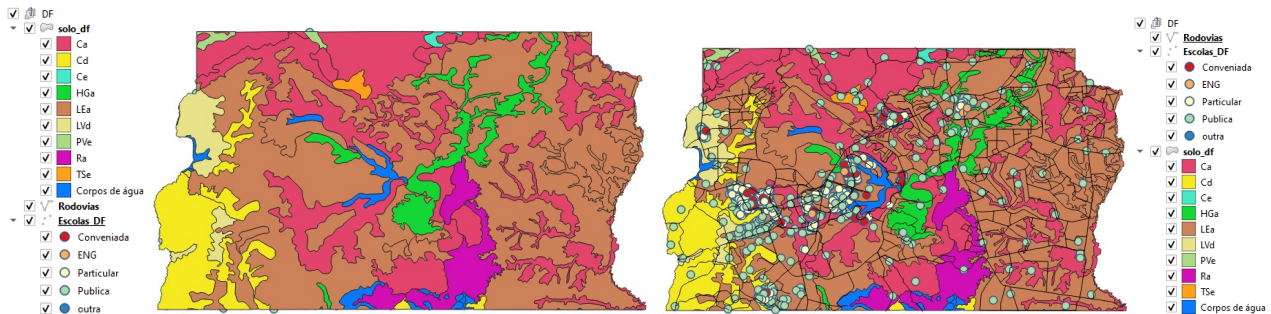 DF
solo_df
Ca
Cd
Ce
HGa
LEa
LVd
PVe
Ra
TSe
Corpos de água
Rodovias
Escolas_DF
Conveniada
ENG
Particular
Publica
outra
DF
Rodovias
Escolas_DF
Conveniada
ENG
Particular
Publica
outra
solo_df
Ca
Cd
Ce
HGa
LEa
LVd
PVe
Ra
TSe
Corpos de água